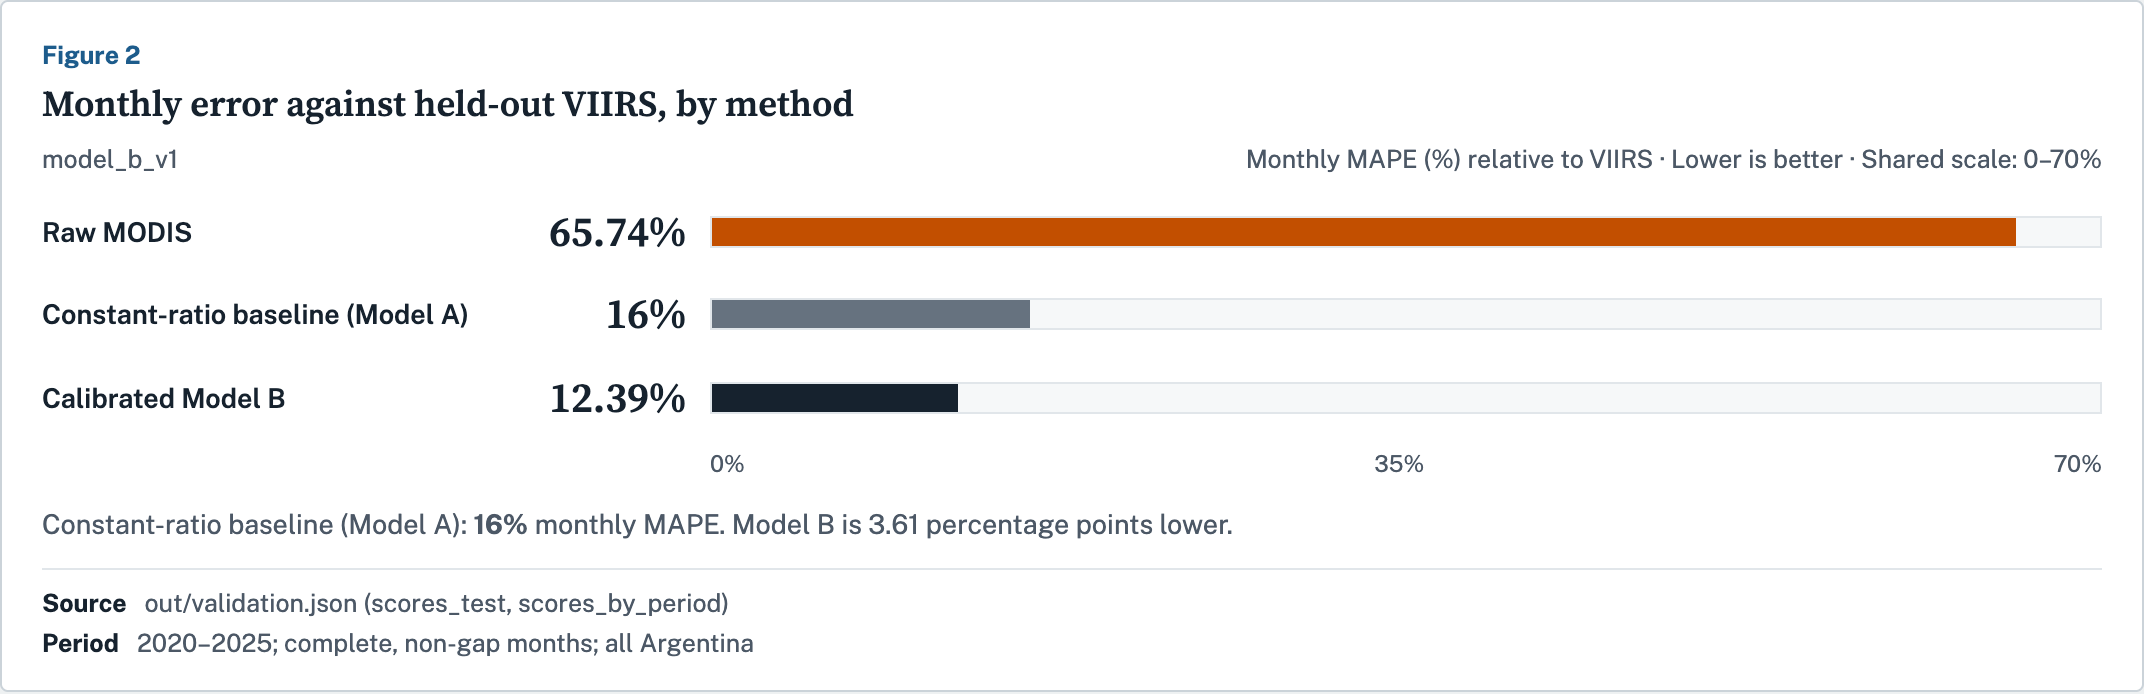 Figure 2
Monthly error against held-out VIIRS, by method
model_b_v1 Monthly MAPE (%) relative to VIIRS · Lower is better · Shared scale: 0–70%
Raw MODIS 65.74%
Constant-ratio baseline (Model A) 16%
Calibrated Model B 12.39%
0% 35% 70%
Constant-ratio baseline (Model A): 16% monthly MAPE. Model B is 3.61 percentage points lower.
Source out/validation.json (scores_test, scores_by_period)
Period 2020–2025; complete, non-gap months; all Argentina